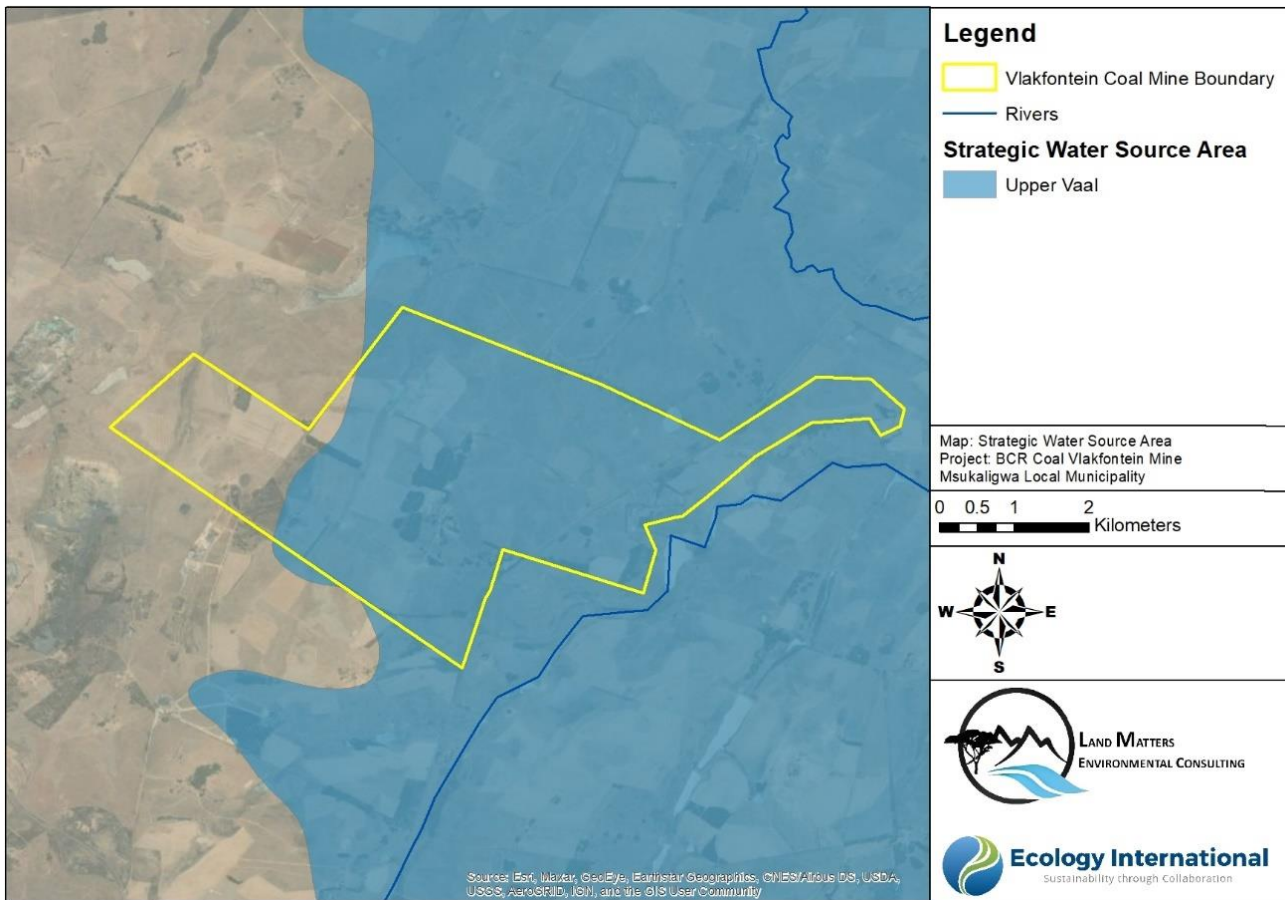 Legend
Vlakfontein Coal Mine Boundary
Rivers
Strategic Water Source Area
Upper Vaal
Map: Strategic Water Source Area
Project: BCR Coal Vlakfontein Mine
Msukaligwa Local Municipality
0 0.5 1 2
Kilometers
N
W E
S
LAND MATTERS
ENVIRONMENTAL CONSULTING
Ecology International
Sustainability through Collaboration
Source: Esri, Maxar, GeoEye, Earthstar Geographics, CNES/Airbus DS, USDA,
USGS, AeroGRID, IGN, and the GIS User Community